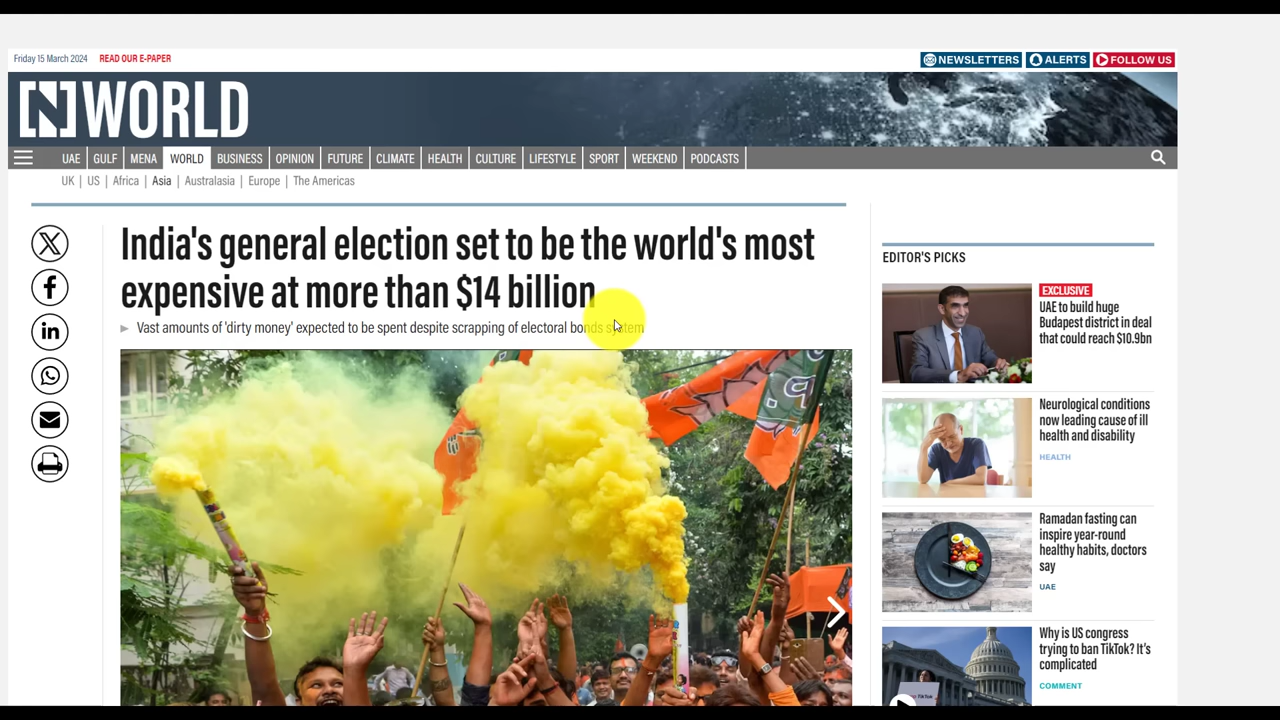 Friday 15 March 2024 READ OUR E-PAPER
NEWSLETTERS ALERTS FOLLOW US
N WORLD
UAE GULF MENA WORLD BUSINESS OPINION FUTURE CLIMATE HEALTH CULTURE LIFESTYLE SPORT WEEKEND PODCASTS
UK | US | Africa | Asia | Australasia | Europe | The Americas
India's general election set to be the world's most
expensive at more than $14 billion
Vast amounts of 'dirty money' expected to be spent despite scrapping of electoral bonds system
EDITOR'S PICKS
EXCLUSIVE
UAE to build huge
Budapest district in deal
that could reach $10.9bn
Neurological conditions
now leading cause of ill
health and disability
HEALTH
Ramadan fasting can
inspire year-round
healthy habits, doctors
say
UAE
Why is US congress
trying to ban TikTok? It's
complicated
COMMENT